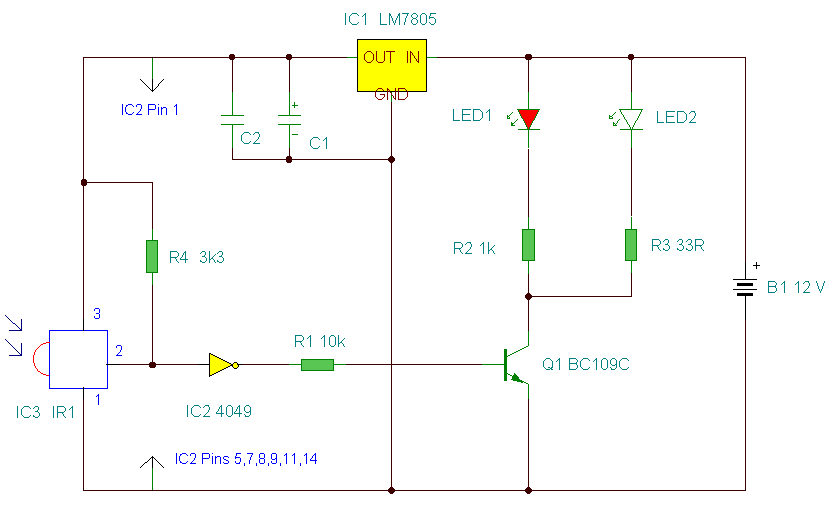 IC1 LM7805
OUT IN
GND
IC2 Pin 1
C2
+
−
C1
LED1
LED2
R4 3k3
R2 1k
R3 33R
+
B1 12 V
3
2
1
R1 10k
Q1 BC109C
IC3 IR1
IC2 4049
IC2 Pins 5,7,8,9,11,14